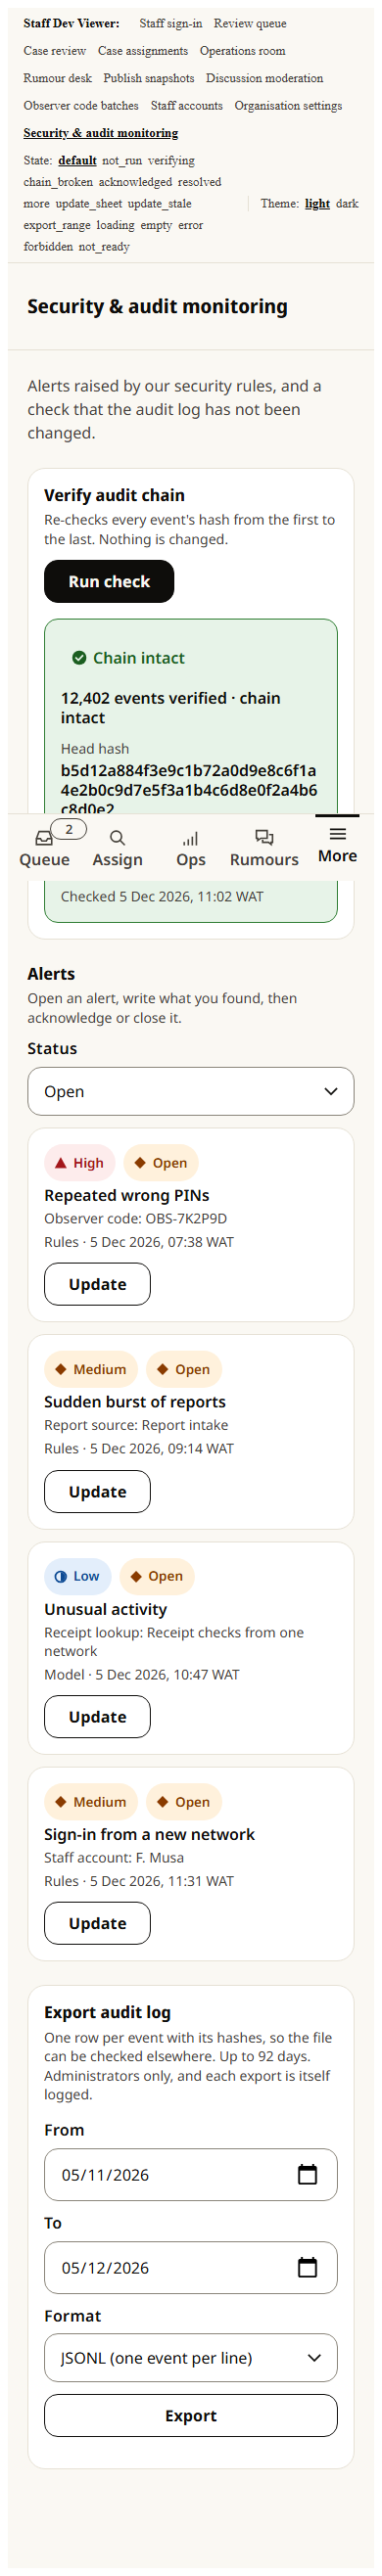 Staff Dev Viewer: Staff sign-in Review queue
Case review Case assignments Operations room
Rumour desk Publish snapshots Discussion moderation
Observer code batches Staff accounts Organisation settings
Security & audit monitoring
State: default not_run verifying
chain_broken acknowledged resolved
more update_sheet update_stale
export_range loading empty error
forbidden not_ready
Theme: light dark
Security & audit monitoring
Alerts raised by our security rules, and a
check that the audit log has not been
changed.
Verify audit chain
Re-checks every event's hash from the first to
the last. Nothing is changed.
Run check
Chain intact
12,402 events verified · chain
intact
Head hash
b5d12a884f3e9c1b72a0d9e8c6f1a
4e2b0c9d7e5f3a1b4c6d8e0f2a4b6
c8d0e2
2
Queue Assign Ops Rumours More
Checked 5 Dec 2026, 11:02 WAT
Alerts
Open an alert, write what you found, then
acknowledge or close it.
Status
Open
High Open
Repeated wrong PINs
Observer code: OBS-7K2P9D
Rules · 5 Dec 2026, 07:38 WAT
Update
Medium Open
Sudden burst of reports
Report source: Report intake
Rules · 5 Dec 2026, 09:14 WAT
Update
Low Open
Unusual activity
Receipt lookup: Receipt checks from one
network
Model · 5 Dec 2026, 10:47 WAT
Update
Medium Open
Sign-in from a new network
Staff account: F. Musa
Rules · 5 Dec 2026, 11:31 WAT
Update
Export audit log
One row per event with its hashes, so the file
can be checked elsewhere. Up to 92 days.
Administrators only, and each export is itself
logged.
From
05/11/2026
To
05/12/2026
Format
JSONL (one event per line)
Export